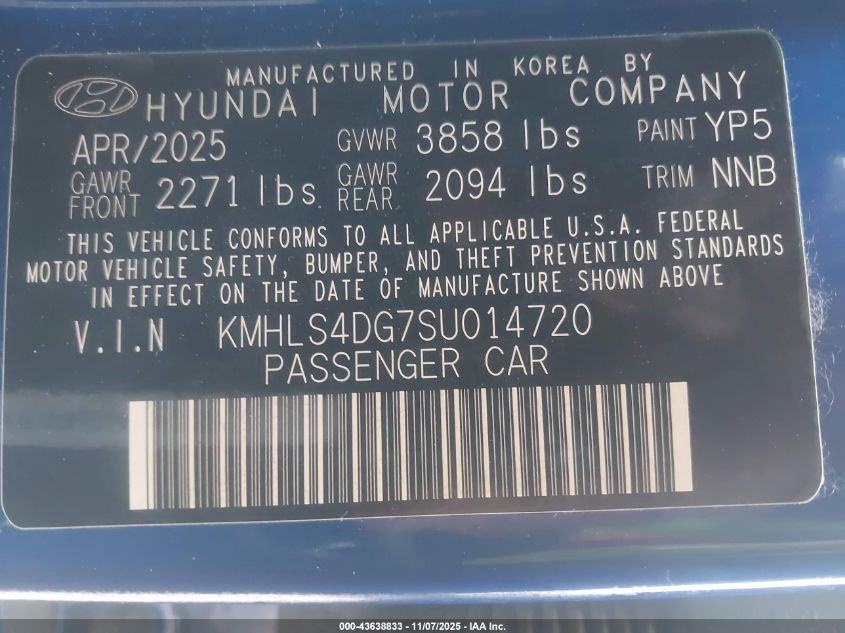 MANUFACTURED IN KOREA BY
HYUNDAI MOTOR COMPANY
APR/2025 GVWR 3858 lbs PAINT YP5
GAWR FRONT 2271 lbs GAWR REAR 2094 lbs TRIM NNB
THIS VEHICLE CONFORMS TO ALL APPLICABLE U.S.A. FEDERAL
MOTOR VEHICLE SAFETY, BUMPER, AND THEFT PREVENTION STANDARDS
IN EFFECT ON THE DATE OF MANUFACTURE SHOWN ABOVE
V.I.N KMHLS4DG7SU014720
PASSENGER CAR
000-43638833 - 11/07/2025 - IAA Inc.